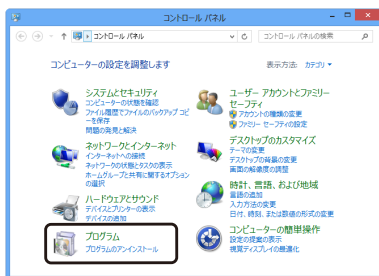 コントロール パネル
コントロール パネル
コントロール パネルの検索
コンピューターの設定を調整します
表示方法: カテゴリ
システムとセキュリティ
コンピューターの状態を確認
ファイル履歴でファイルのバックアップ コピ
ーを保存
問題の発見と解決
ネットワークとインターネット
インターネットへの接続
ネットワークの状態とタスクの表示
ホームグループと共有に関するオプション
の選択
ハードウェアとサウンド
デバイスとプリンターの表示
デバイスの追加
プログラム
プログラムのアンインストール
ユーザー アカウントとファミリー
セーフティ
アカウントの種類の変更
ファミリー セーフティの設定
デスクトップのカスタマイズ
テーマの変更
デスクトップの背景の変更
画面の解像度の調整
時計、言語、および地域
言語の追加
入力方法の変更
日付、時刻、または数値の形式の変更
コンピューターの簡単操作
設定の提案の表示
視覚ディスプレイの最適化